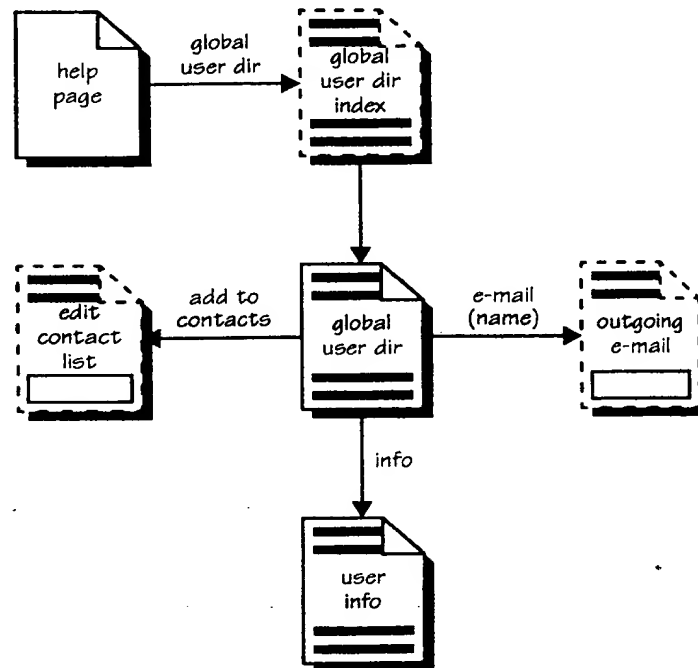 help
page
global
user dir
global
user dir
index
edit
contact
list
add to
contacts
global
user dir
e-mail
(name)
outgoing
e-mail
info
user
info